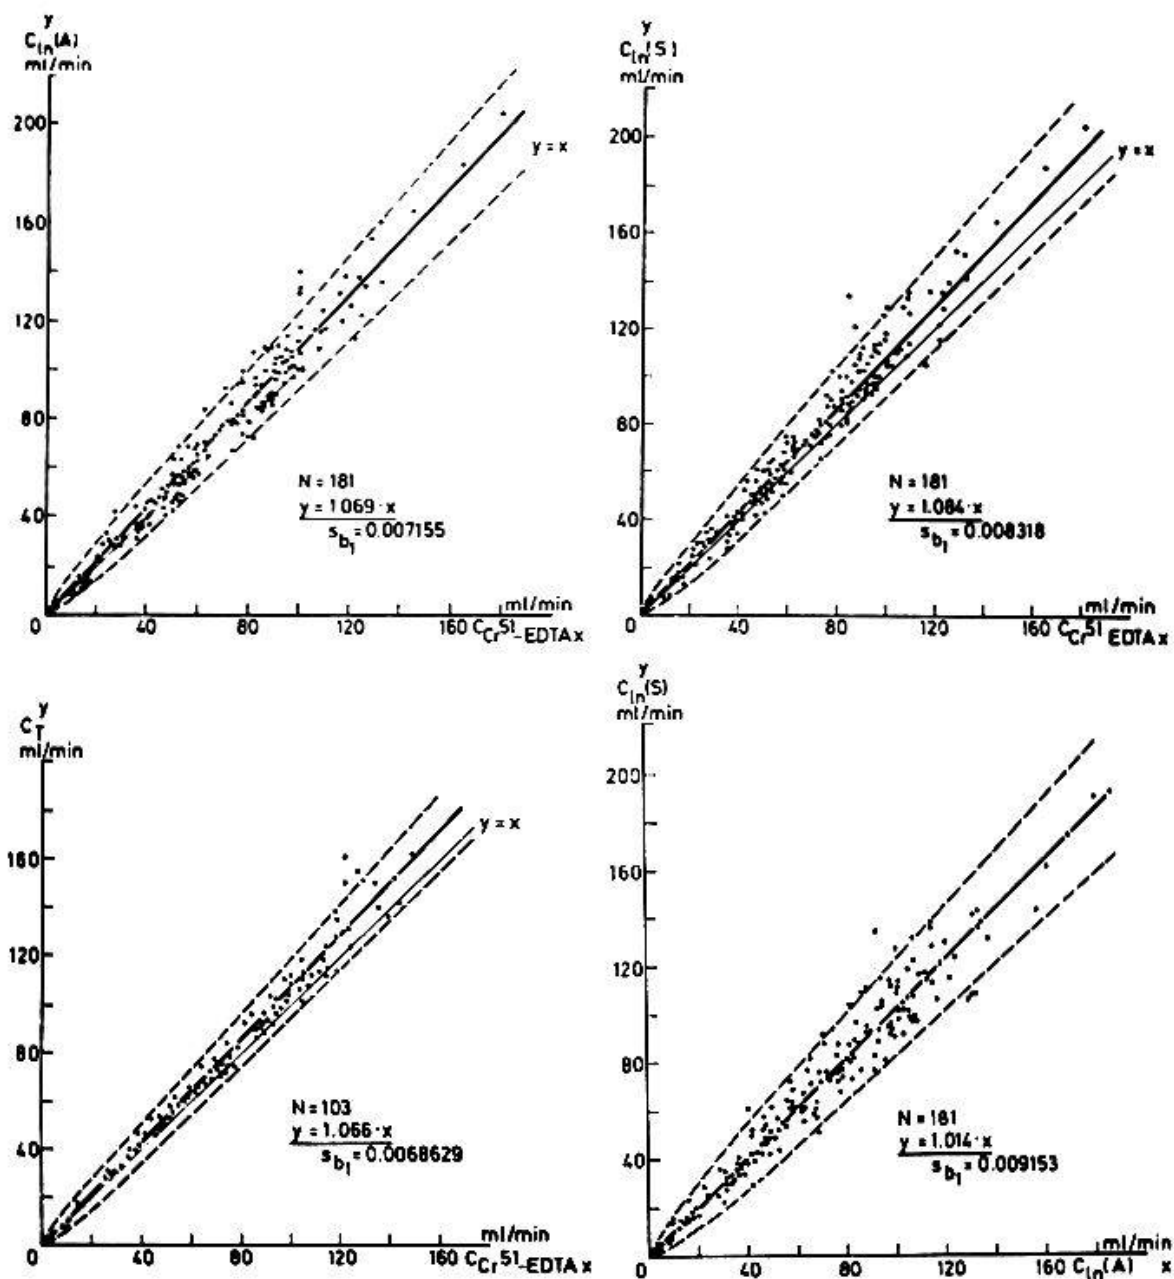 y
C_In(A)
ml/min
200
160
120
80
40
0
y = x
N = 181
y = 1.069·x
s_b1 = 0.007155
40
80
120
160
ml/min
C_Cr51-EDTA x
y
C_In(S)
ml/min
200
160
120
80
40
0
y = x
N = 181
y = 1.084·x
s_b1 = 0.008318
40
80
120
160
ml/min
C_Cr51 EDTA x
y
C_T
ml/min
160
120
80
40
0
y = x
N = 103
y = 1.066·x
s_b1 = 0.0068629
40
80
120
160
ml/min
C_Cr51-EDTA x
y
C_In(S)
ml/min
200
160
120
80
40
0
N = 181
y = 1.014·x
s_b1 = 0.009153
40
80
120
160
ml/min
C_In(A) x